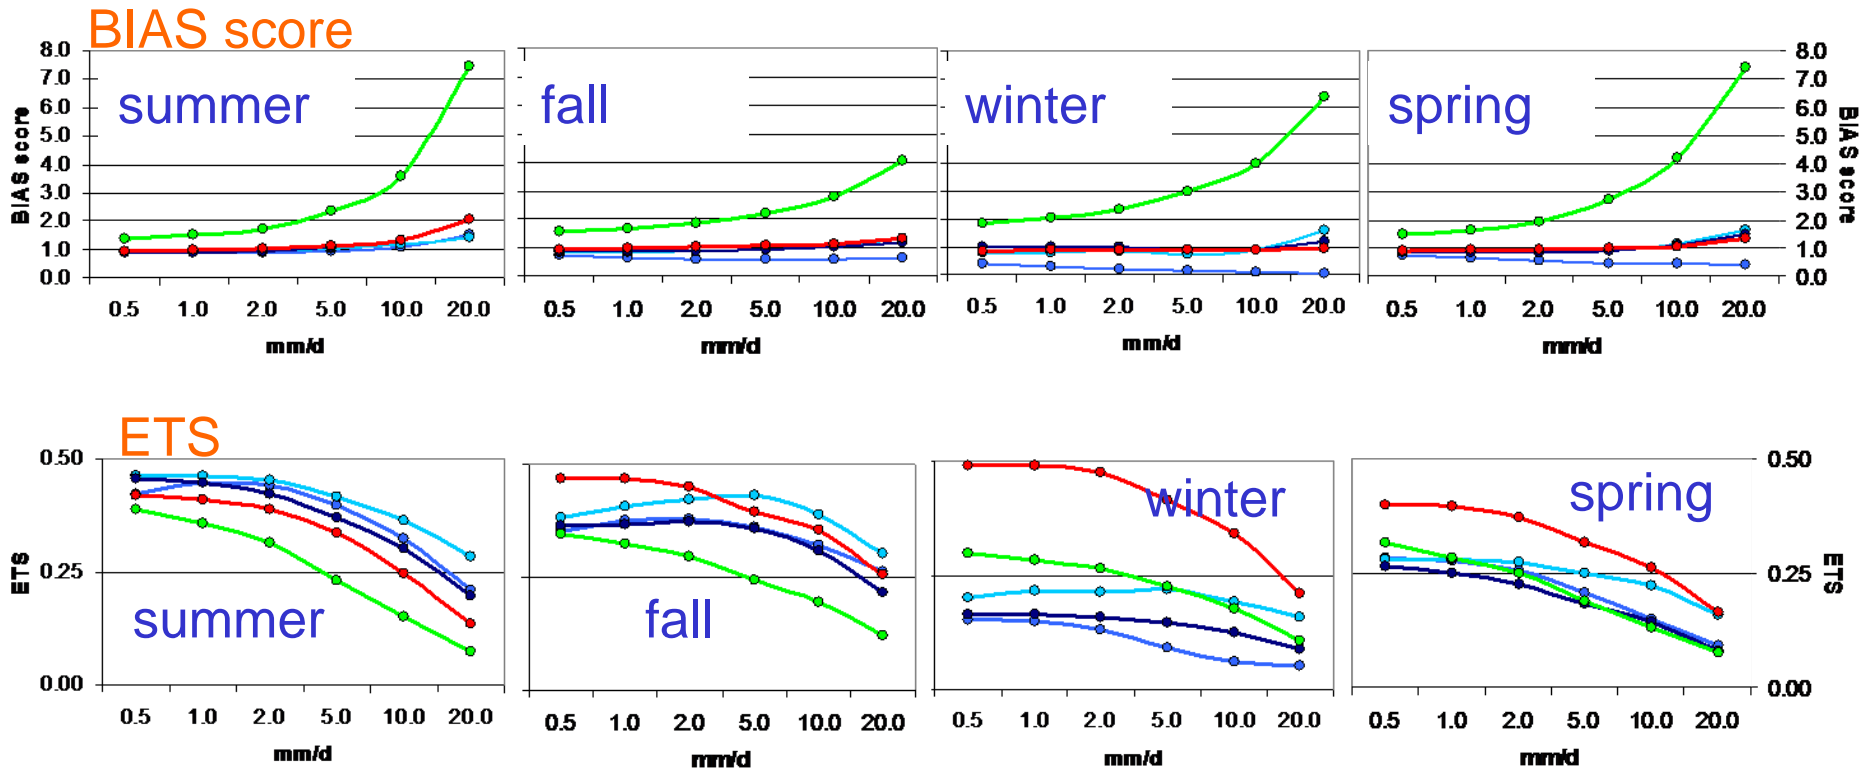 BIAS score
8.0 8.0
7.0 7.0
6.0 6.0
5.0 5.0
4.0 4.0
3.0 3.0
2.0 2.0
1.0 1.0
0.0 0.0
BIAS score
summer fall winter spring
BIAS score
0.5 1.0 2.0 5.0 10.0 20.0 0.5 1.0 2.0 5.0 10.0 20.0 0.5 1.0 2.0 5.0 10.0 20.0 0.5 1.0 2.0 5.0 10.0 20.0
mm/d mm/d mm/d mm/d
ETS
0.50 0.50
0.25 0.25
0.00 0.00
ETS
summer fall winter spring
ETS
0.5 1.0 2.0 5.0 10.0 20.0 0.5 1.0 2.0 5.0 10.0 20.0 0.5 1.0 2.0 5.0 10.0 20.0 0.5 1.0 2.0 5.0 10.0 20.0
mm/d mm/d mm/d mm/d